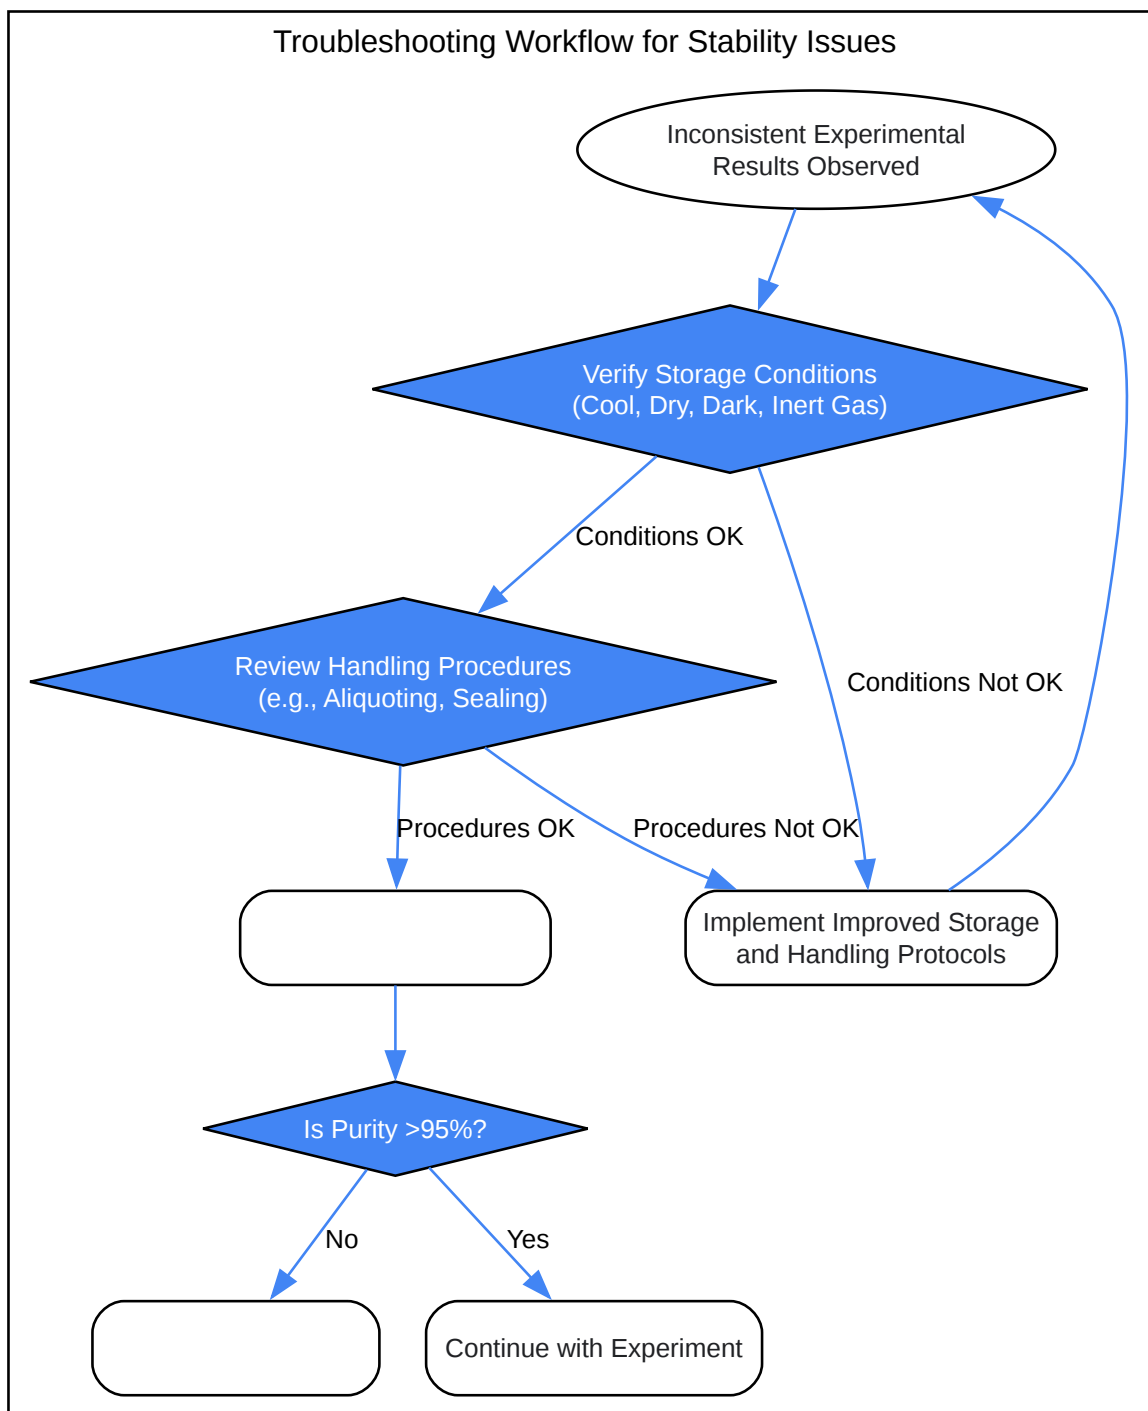 Troubleshooting Workflow for Stability Issues
Inconsistent Experimental
Results Observed
Verify Storage Conditions
(Cool, Dry, Dark, Inert Gas)
Conditions OK
Review Handling Procedures
(e.g., Aliquoting, Sealing)
Conditions Not OK
Procedures OK
Procedures Not OK
Implement Improved Storage
and Handling Protocols
Is Purity >95%?
No
Yes
Continue with Experiment